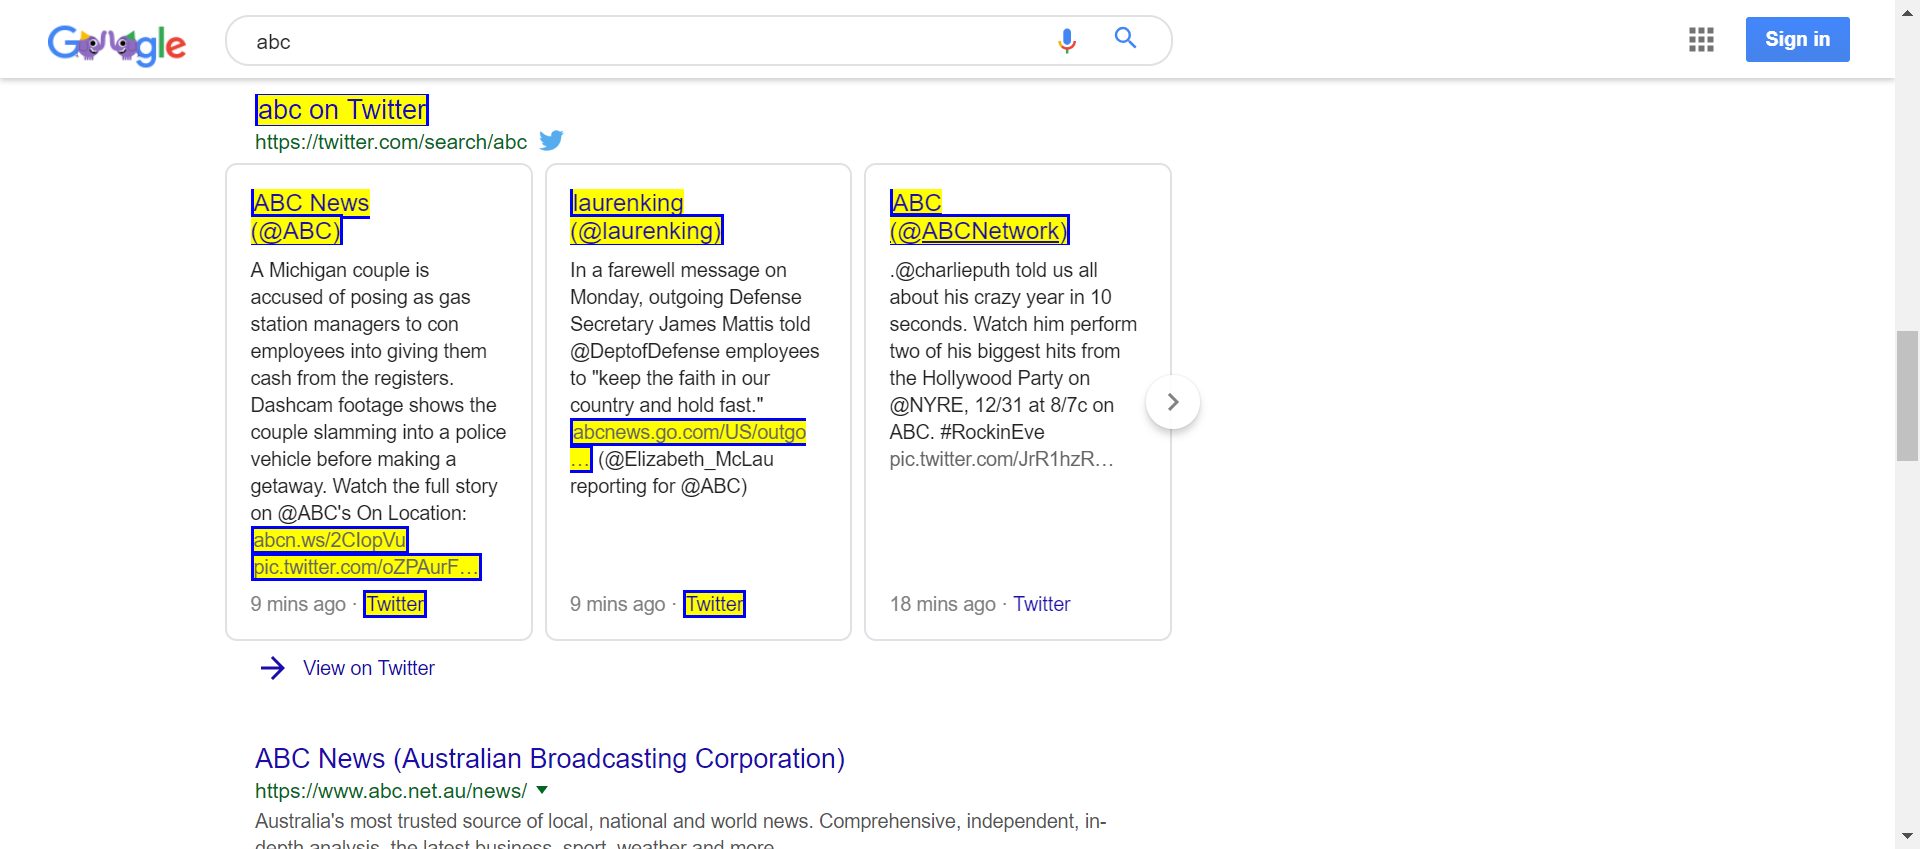 Google
abc
Sign in
abc on Twitter
https://twitter.com/search/abc
ABC News
(@ABC)
A Michigan couple is
accused of posing as gas
station managers to con
employees into giving them
cash from the registers.
Dashcam footage shows the
couple slamming into a police
vehicle before making a
getaway. Watch the full story
on @ABC's On Location:
abcn.ws/2CIopVu
pic.twitter.com/oZPAurF…
9 mins ago · Twitter
laurenking
(@laurenking)
In a farewell message on
Monday, outgoing Defense
Secretary James Mattis told
@DeptofDefense employees
to "keep the faith in our
country and hold fast."
abcnews.go.com/US/outgo
… (@Elizabeth_McLau
reporting for @ABC)
9 mins ago · Twitter
ABC
(@ABCNetwork)
.@charlieputh told us all
about his crazy year in 10
seconds. Watch him perform
two of his biggest hits from
the Hollywood Party on
@NYRE, 12/31 at 8/7c on
ABC. #RockinEve
pic.twitter.com/JrR1hzR…
18 mins ago · Twitter
View on Twitter
ABC News (Australian Broadcasting Corporation)
https://www.abc.net.au/news/
Australia's most trusted source of local, national and world news. Comprehensive, independent, in-
depth analysis, the latest business, sport, weather and more.